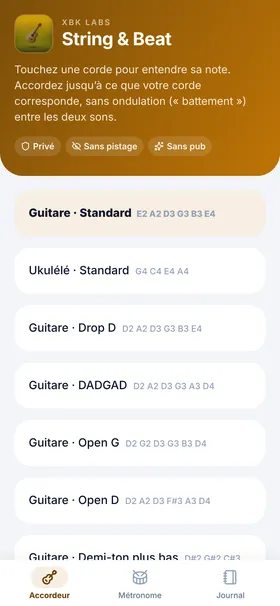 XBK LABS
String & Beat
Touchez une corde pour entendre sa note.
Accordez jusqu'à ce que votre corde
corresponde, sans ondulation (« battement »)
entre les deux sons.
Privé Sans pistage Sans pub
Guitare · Standard E2 A2 D3 G3 B3 E4
Ukulélé · Standard G4 C4 E4 A4
Guitare · Drop D D2 A2 D3 G3 B3 E4
Guitare · DADGAD D2 A2 D3 G3 A3 D4
Guitare · Open G D2 G2 D3 G3 B3 D4
Guitare · Open D D2 A2 D3 F#3 A3 D4
Guitare · Demi-ton plus bas D#2 G#2 C#3
Accordeur Métronome Journal